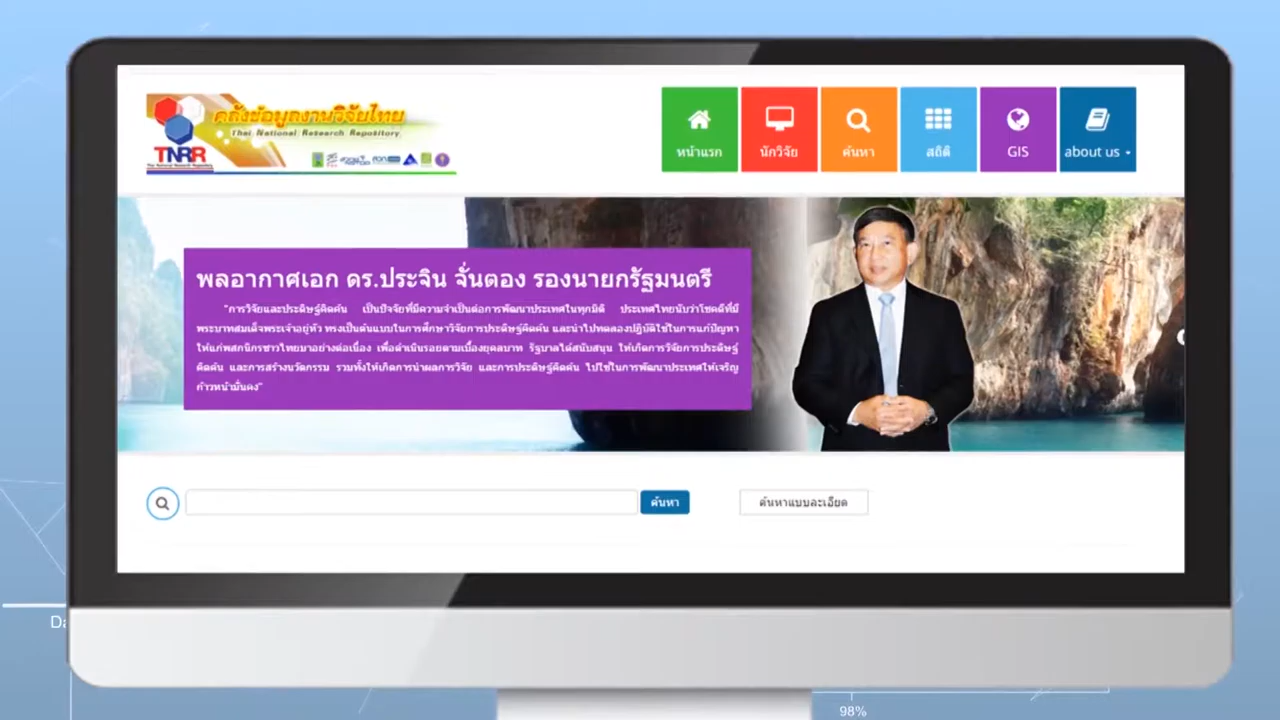 คลังข้อมูลงานวิจัยไทย
Thai National Research Repository
TNRR
หน้าแรก
นักวิจัย
ค้นหา
สถิติ
GIS
about us
พลอากาศเอก ดร.ประจิน จั่นตอง รองนายกรัฐมนตรี
"การวิจัยและประดิษฐ์คิดค้น เป็นปัจจัยที่มีความจำเป็นต่อการพัฒนาประเทศในทุกมิติ ประเทศไทยนับว่าโชคดีที่มี
พระบาทสมเด็จพระเจ้าอยู่หัว ทรงเป็นต้นแบบในการศึกษาวิจัยการประดิษฐ์คิดค้น และนำไปทดลองปฏิบัติใช้ในการแก้ปัญหา
ให้แก่พสกนิกรชาวไทยมาอย่างต่อเนื่อง เพื่อดำเนินรอยตามเบื้องยุคลบาท รัฐบาลได้สนับสนุน ให้เกิดการวิจัยการประดิษฐ์
คิดค้น และการสร้างนวัตกรรม รวมทั้งให้เกิดการนำผลการวิจัย และการประดิษฐ์คิดค้น ไปใช้ในการพัฒนาประเทศให้เจริญ
ก้าวหน้ามั่นคง"
ค้นหา
ค้นหาแบบละเอียด
98%